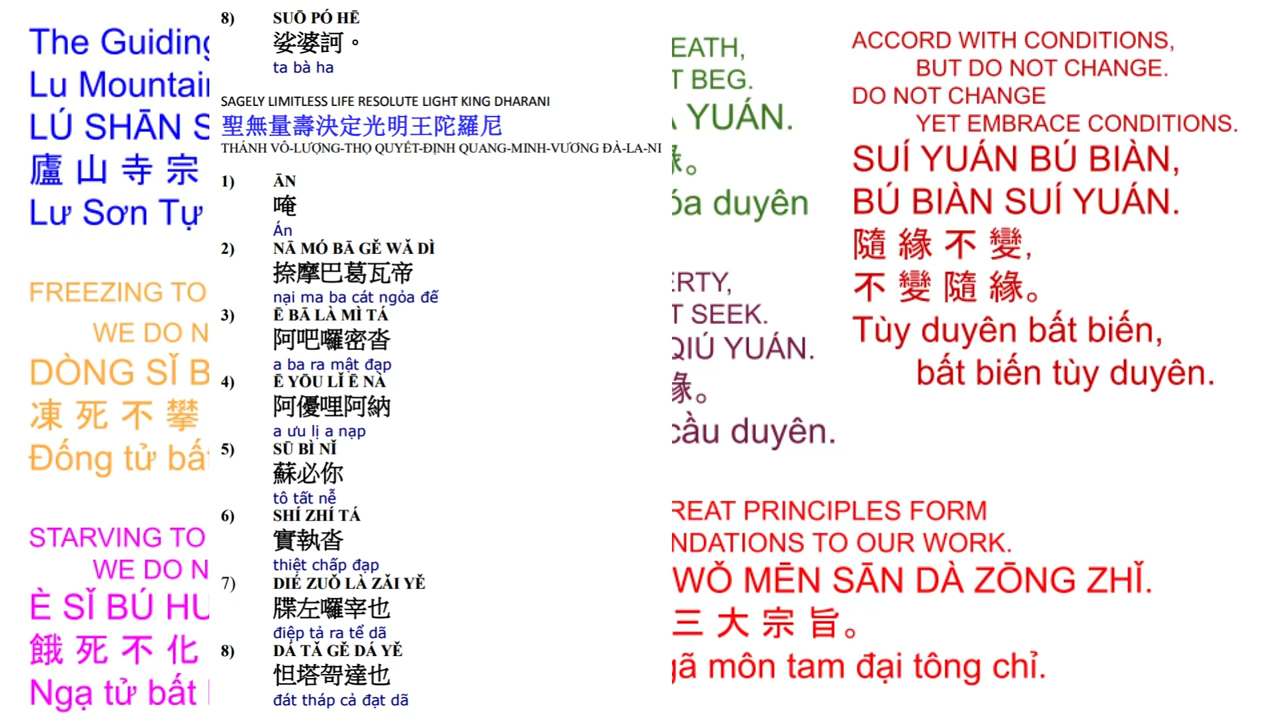 The Guiding
Lu Mountain
LÚ SHĀN S
廬 山 寺 宗
Lư Sơn Tự
FREEZING TO
WE DO N
DÒNG SǏ B
凍 死 不 攀
Đống tử bất
STARVING TO
WE DO N
È SǏ BÚ HU
餓 死 不 化
Ngạ tử bất
8) SUŌ PÓ HĒ
娑婆訶。
ta bà ha
SAGELY LIMITLESS LIFE RESOLUTE LIGHT KING DHARANI
聖無量壽決定光明王陀羅尼
THÁNH VÔ-LƯỢNG-THỌ QUYẾT-ĐỊNH QUANG-MINH-VƯƠNG ĐÀ-LA-NI
1) ĀN
唵
Án
2) NĀ MÓ BĀ GĚ WǍ DÌ
捺摩巴葛瓦帝
nại ma ba cát ngỏa đế
3) Ē BĀ LÀ MÌ TÁ
阿吧囉密沓
a ba ra mật đạp
4) Ē YŌU LǏ Ē NÀ
阿優哩阿納
a ưu lị a nạp
5) SŪ BÌ NǏ
蘇必你
tô tất nễ
6) SHÍ ZHÍ TÁ
實執沓
thiệt chấp đạp
7) DIÉ ZUǑ LÀ ZǍI YĚ
牒左囉宰也
điệp tả ra tể dã
8) DÁ TǍ GĚ DÁ YĚ
怛塔哿達也
đát tháp cả đạt dã
EATH,
T BEG.
YUÁN.
緣。
óa duyên
ERTY,
T SEEK.
QIÚ YUÁN.
緣。
cầu duyên.
ACCORD WITH CONDITIONS,
BUT DO NOT CHANGE.
DO NOT CHANGE
YET EMBRACE CONDITIONS.
SUÍ YUÁN BÚ BIÀN,
BÚ BIÀN SUÍ YUÁN.
隨 緣 不 變,
不 變 隨 緣。
Tùy duyên bất biến,
bất biến tùy duyên.
REAT PRINCIPLES FORM
NDATIONS TO OUR WORK.
WǑ MĒN SĀN DÀ ZŌNG ZHǏ.
三 大 宗 旨。
gã môn tam đại tông chỉ.